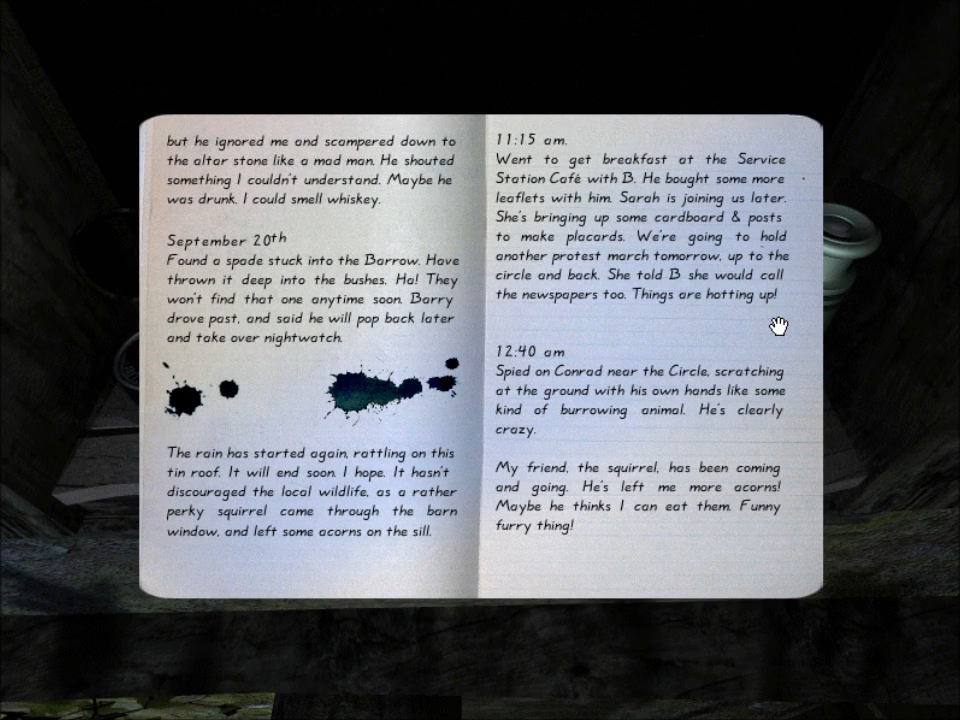 but he ignored me and scampered down to
the altar stone like a mad man. He shouted
something I couldn't understand. Maybe he
was drunk. I could smell whiskey.
September 20th
Found a spade stuck into the Barrow. Have
thrown it deep into the bushes. Ha! They
won't find that one anytime soon. Barry
drove past, and said he will pop back later
and take over nightwatch.
The rain has started again, rattling on this
tin roof. It will end soon. I hope. It hasn't
discouraged the local wildlife, as a rather
perky squirrel came through the barn
window, and left some acorns on the sill.
11:15 am.
Went to get breakfast at the Service
Station Café with B. He bought some more
leaflets with him. Sarah is joining us later.
She's bringing up some cardboard & posts
to make placards. We're going to hold
another protest march tomorrow, up to the
circle and back. She told B she would call
the newspapers too. Things are hotting up!
12:40 am
Spied on Conrad near the Circle, scratching
at the ground with his own hands like some
kind of burrowing animal. He's clearly
crazy.
My friend, the squirrel, has been coming
and going. He's left me more acorns!
Maybe he thinks I can eat them. Funny
furry thing!